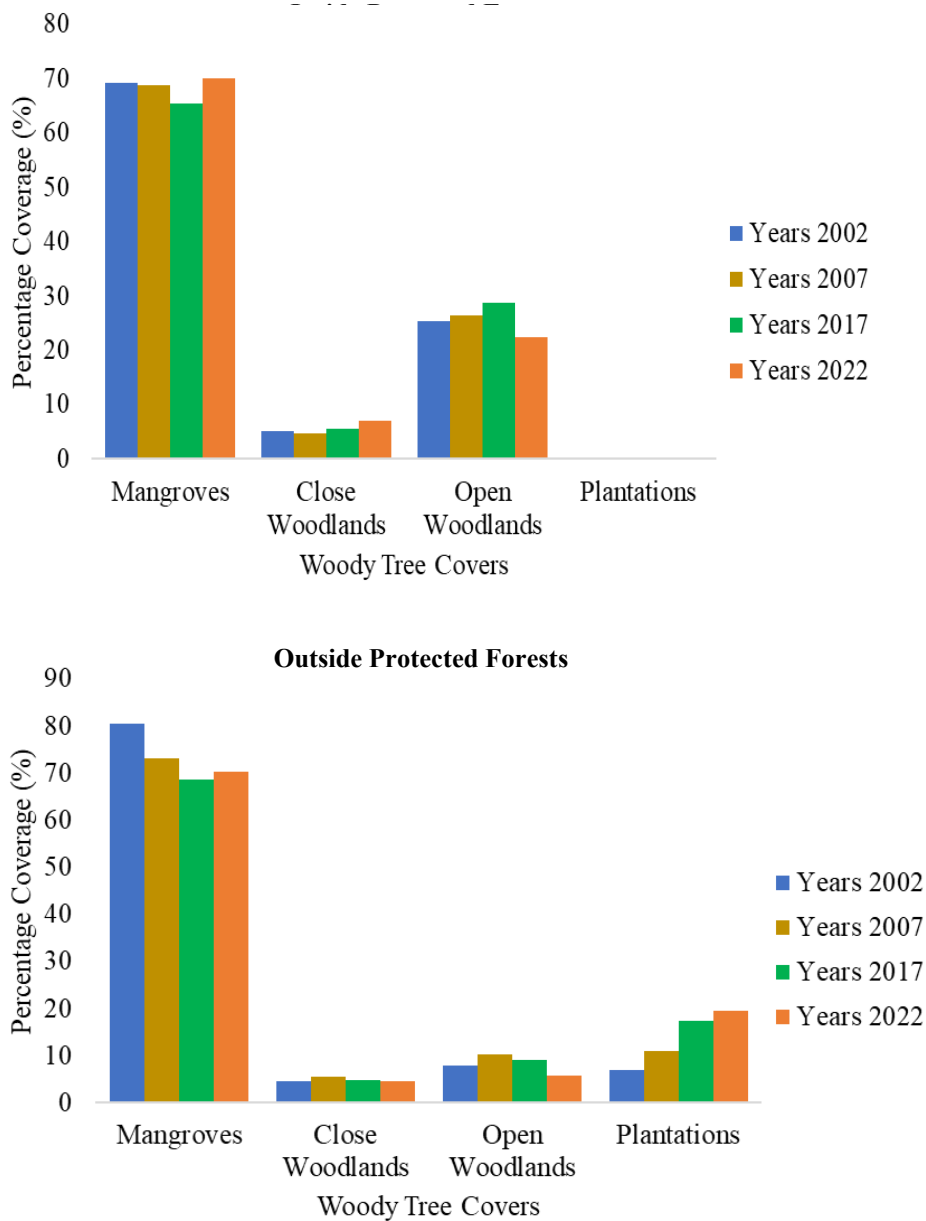 80
70
60
50
40
30
20
10
0
Percentage Coverage (%)
Mangroves
Close
Woodlands
Open
Woodlands
Plantations
Woody Tree Covers
Years 2002
Years 2007
Years 2017
Years 2022
Outside Protected Forests
90
80
70
60
50
40
30
20
10
0
Percentage Coverage (%)
Mangroves
Close
Woodlands
Open
Woodlands
Plantations
Woody Tree Covers
Years 2002
Years 2007
Years 2017
Years 2022